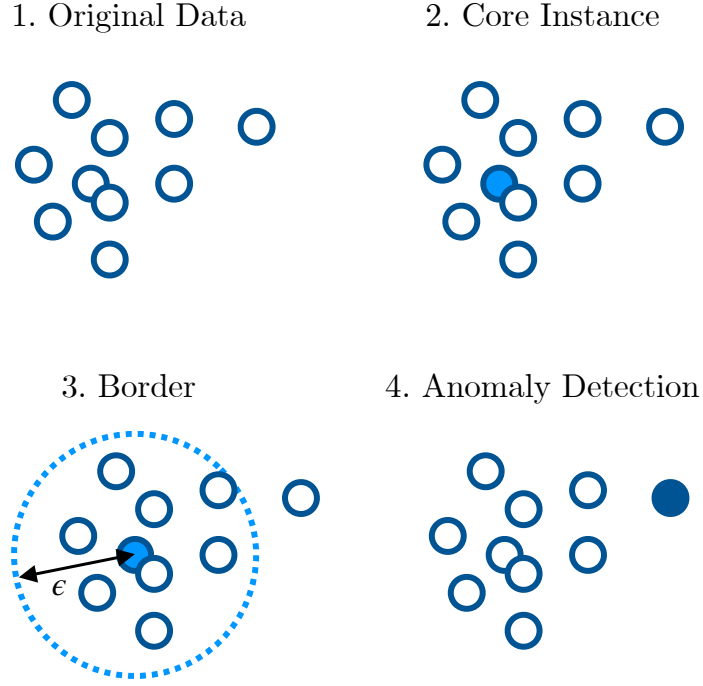 1. Original Data
2. Core Instance
3. Border
4. Anomaly Detection
ϵ